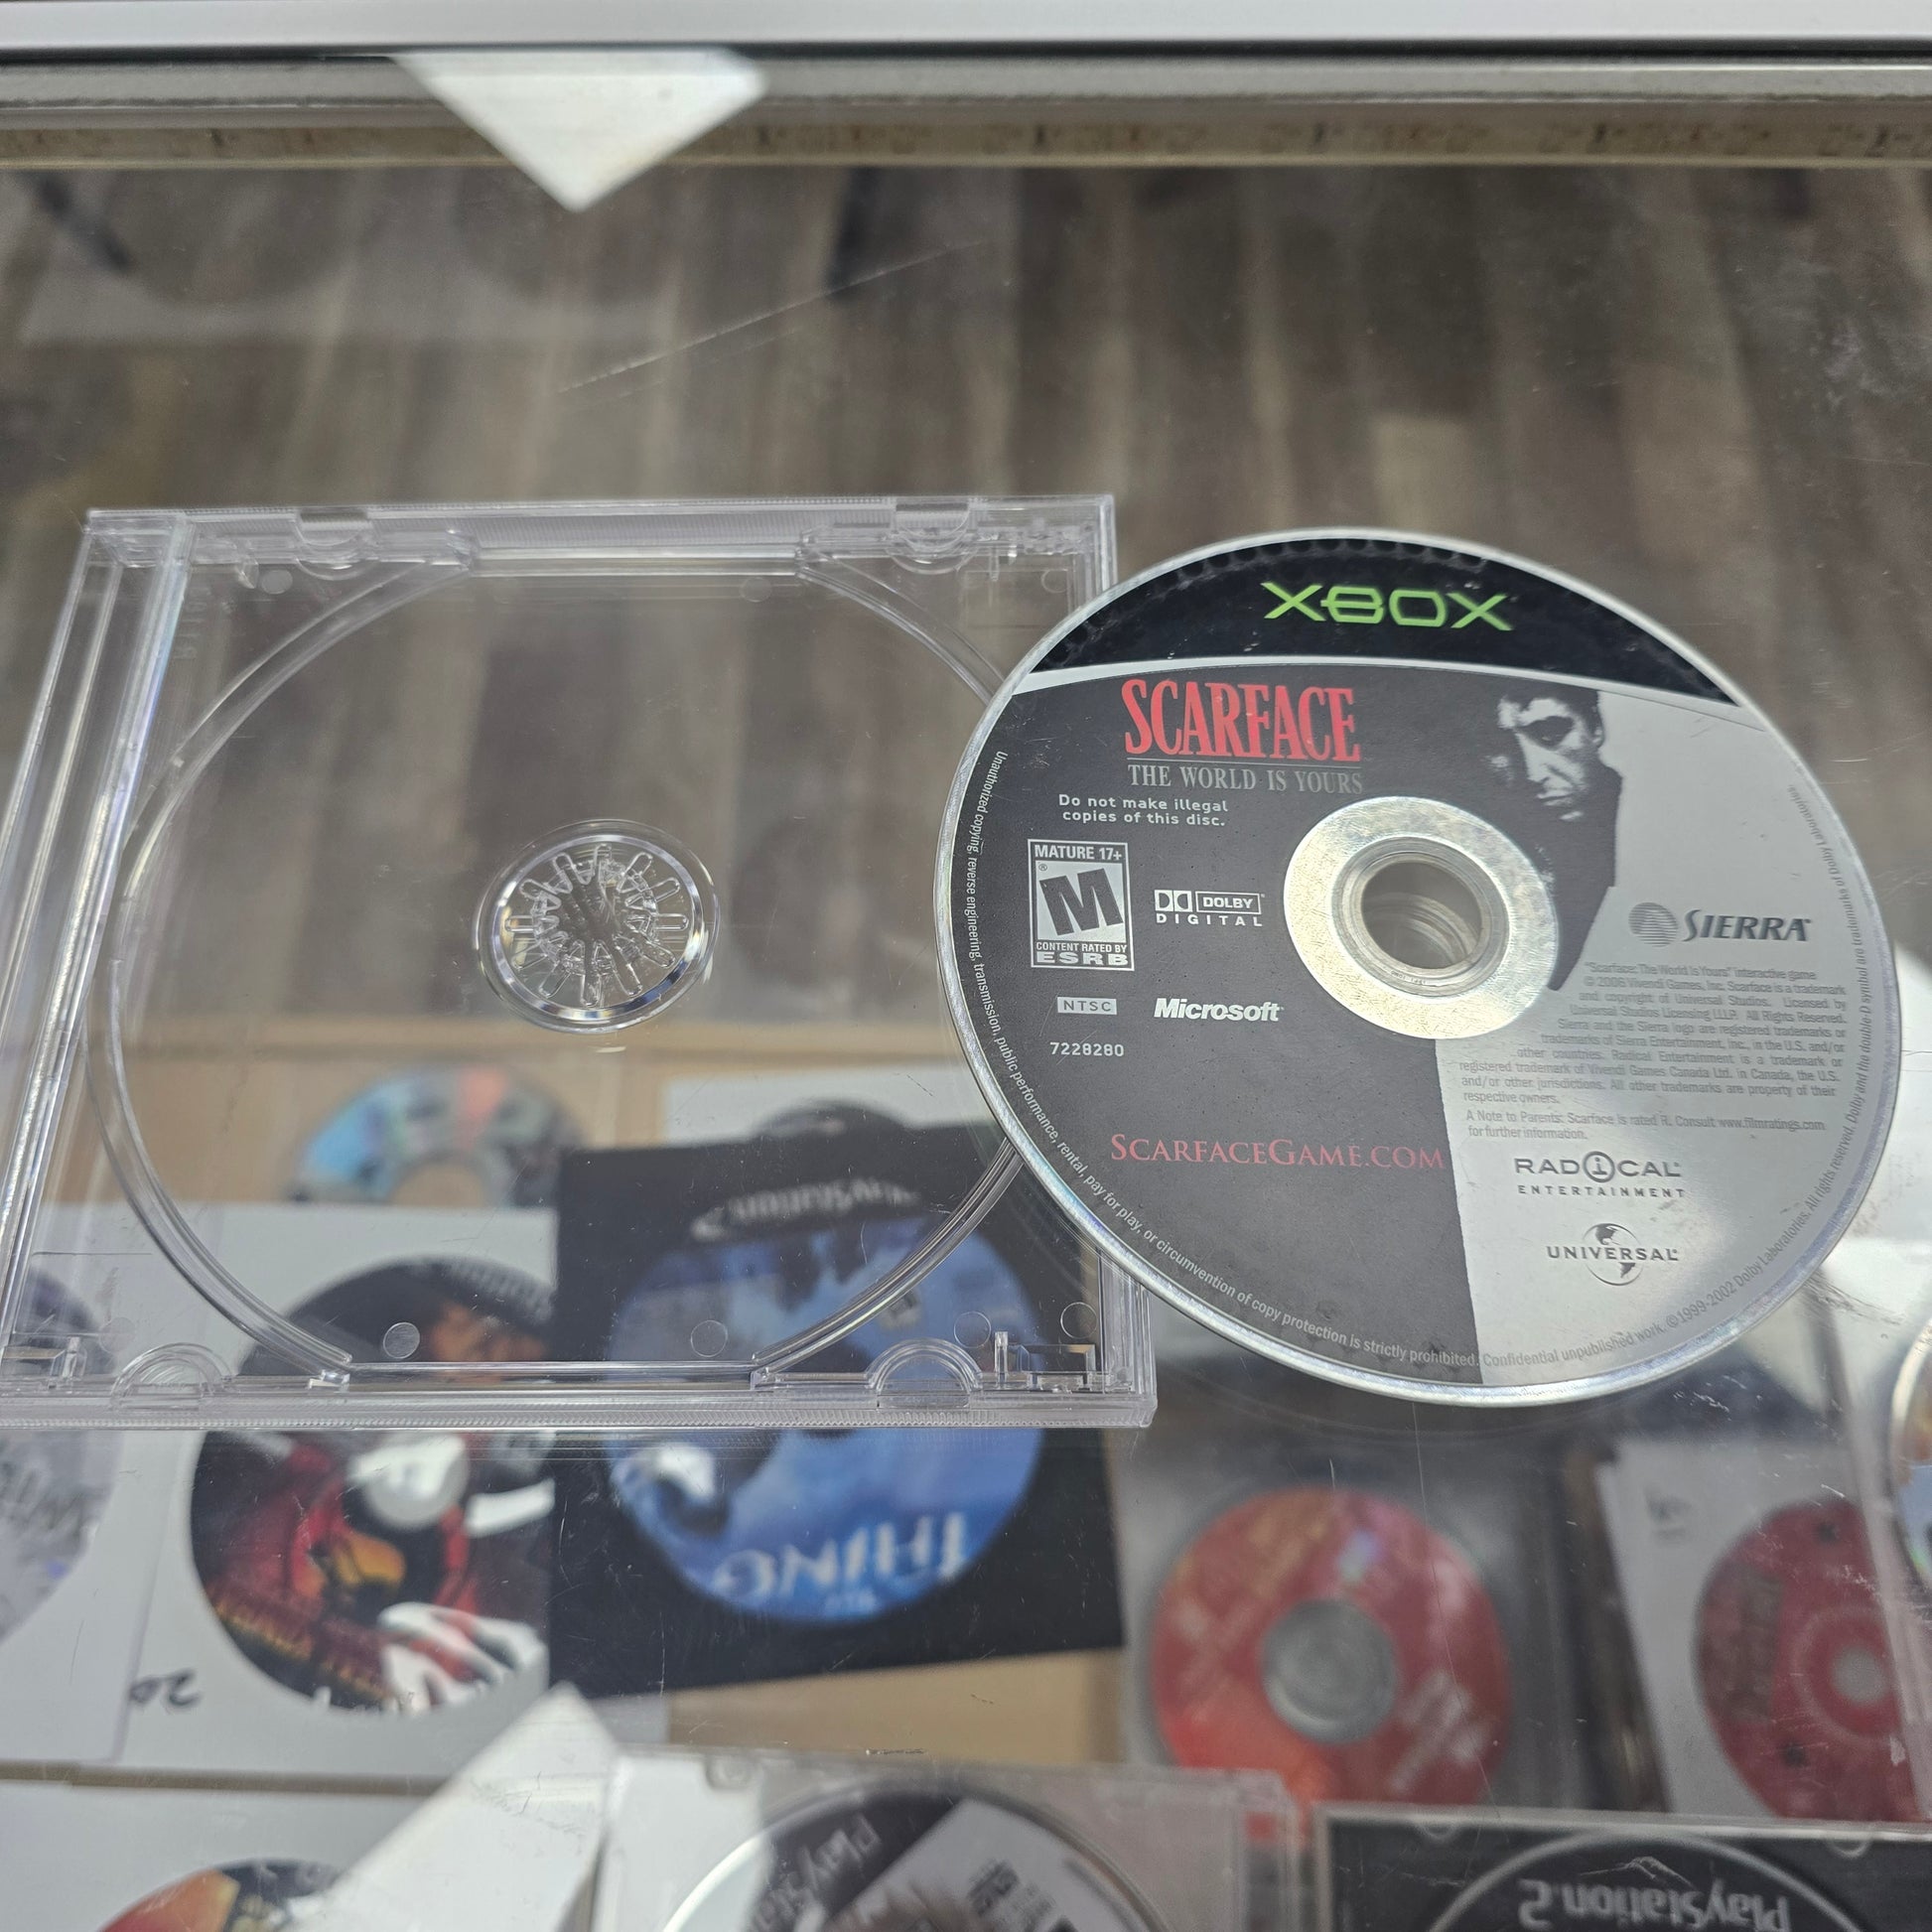 XBOX
SCARFACE
THE WORLD IS YOURS
Do not make illegal
copies of this disc.
MATURE 17+
M
CONTENT RATED BY
ESRB
DOLBY
DIGITAL
NTSC
Microsoft
7228280
SCARFACEGAME.COM
SIERRA
"Scarface: The World Is Yours" interactive game
© 2006 Vivendi Games, Inc. Scarface is a trademark
and copyright of Universal Studios. Licensed by
Universal Studios Licensing LLLP. All Rights Reserved.
Sierra and the Sierra logo are registered trademarks or
trademarks of Sierra Entertainment, Inc., in the U.S. and/or
other countries. Radical Entertainment is a trademark or
registered trademark of Vivendi Games Canada Ltd. in Canada, the U.S.
and/or other jurisdictions. All other trademarks are property of their
respective owners.
A Note to Parents: Scarface is rated R. Consult www.filmratings.com
for further information.
RADICAL
ENTERTAINMENT
UNIVERSAL
Unauthorized copying, reverse engineering, transmission, public performance, rental, pay for play, or circumvention of copy protection is strictly prohibited. Confidential unpublished work. ©1999-2002 Dolby Laboratories. All rights reserved. Dolby and the double-D symbol are trademarks of Dolby Laboratories.
THE
THING
20
PlayStation 2